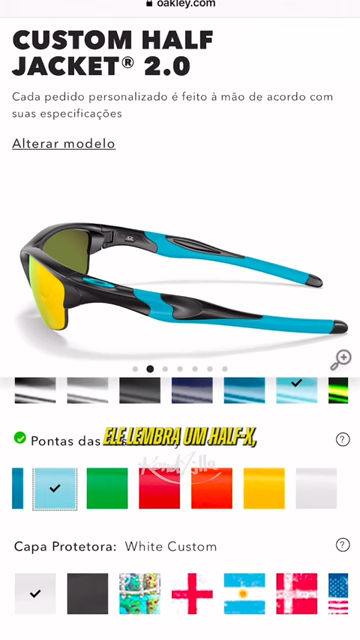 oakley.com
CUSTOM HALF
JACKET® 2.0
Cada pedido personalizado é feito à mão de acordo com
suas especificações
Alterar modelo
Pontas das
ELE LEMBRA UM HALF-X,
?
Capa Protetora: White Custom
?